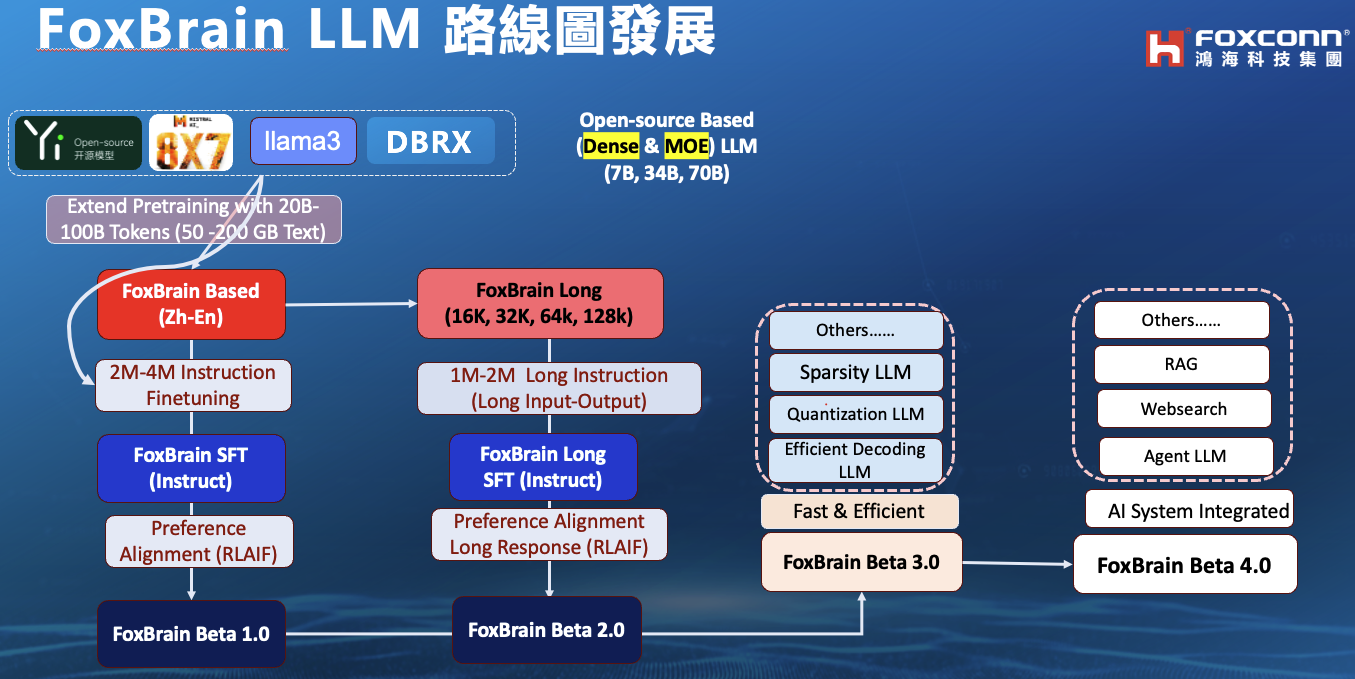 FoxBrain LLM 路線圖發展
FOXCONN®
鴻海科技集團
Yi Open-source
开源模型
MISTRAL
AI_
8X7
llama3
DBRX
Open-source Based
(Dense & MOE) LLM
(7B, 34B, 70B)
Extend Pretraining with 20B-
100B Tokens (50 -200 GB Text)
FoxBrain Based
(Zh-En)
2M-4M Instruction
Finetuning
FoxBrain SFT
(Instruct)
Preference
Alignment (RLAIF)
FoxBrain Beta 1.0
FoxBrain Long
(16K, 32K, 64k, 128k)
1M-2M Long Instruction
(Long Input-Output)
FoxBrain Long
SFT (Instruct)
Preference Alignment
Long Response (RLAIF)
FoxBrain Beta 2.0
Others……
Sparsity LLM
Quantization LLM
Efficient Decoding
LLM
Fast & Efficient
FoxBrain Beta 3.0
Others……
RAG
Websearch
Agent LLM
AI System Integrated
FoxBrain Beta 4.0